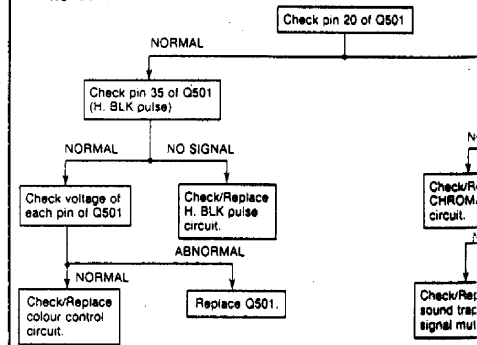 Check pin 20 of Q501
NORMAL
Check pin 35 of Q501
(H. BLK pulse)
NORMAL
NO SIGNAL
Check voltage of
each pin of Q501
Check/Replace
H. BLK pulse
circuit.
ABNORMAL
NORMAL
Check/Replace
colour control
circuit.
Replace Q501.
circuit.
sound trap
signal